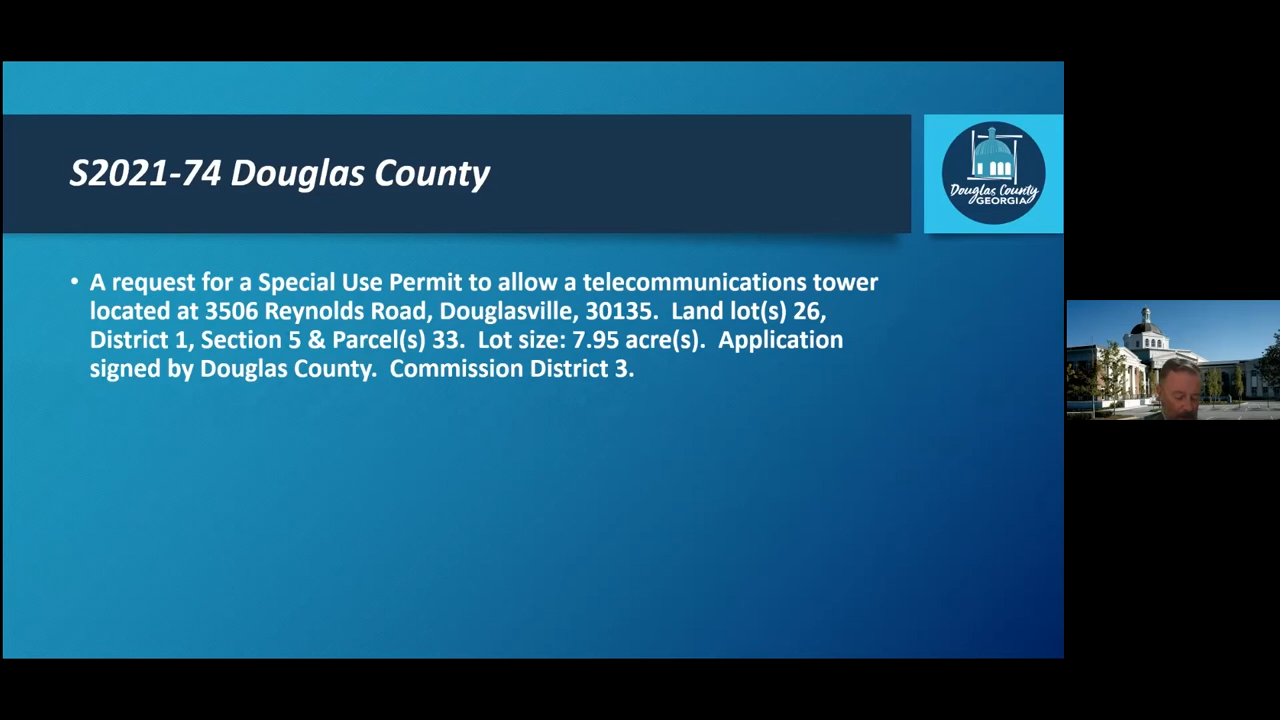 S2021-74 Douglas County
Douglas County
GEORGIA
• A request for a Special Use Permit to allow a telecommunications tower
located at 3506 Reynolds Road, Douglasville, 30135.  Land lot(s) 26,
District 1, Section 5 & Parcel(s) 33.  Lot size: 7.95 acre(s).  Application
signed by Douglas County.  Commission District 3.